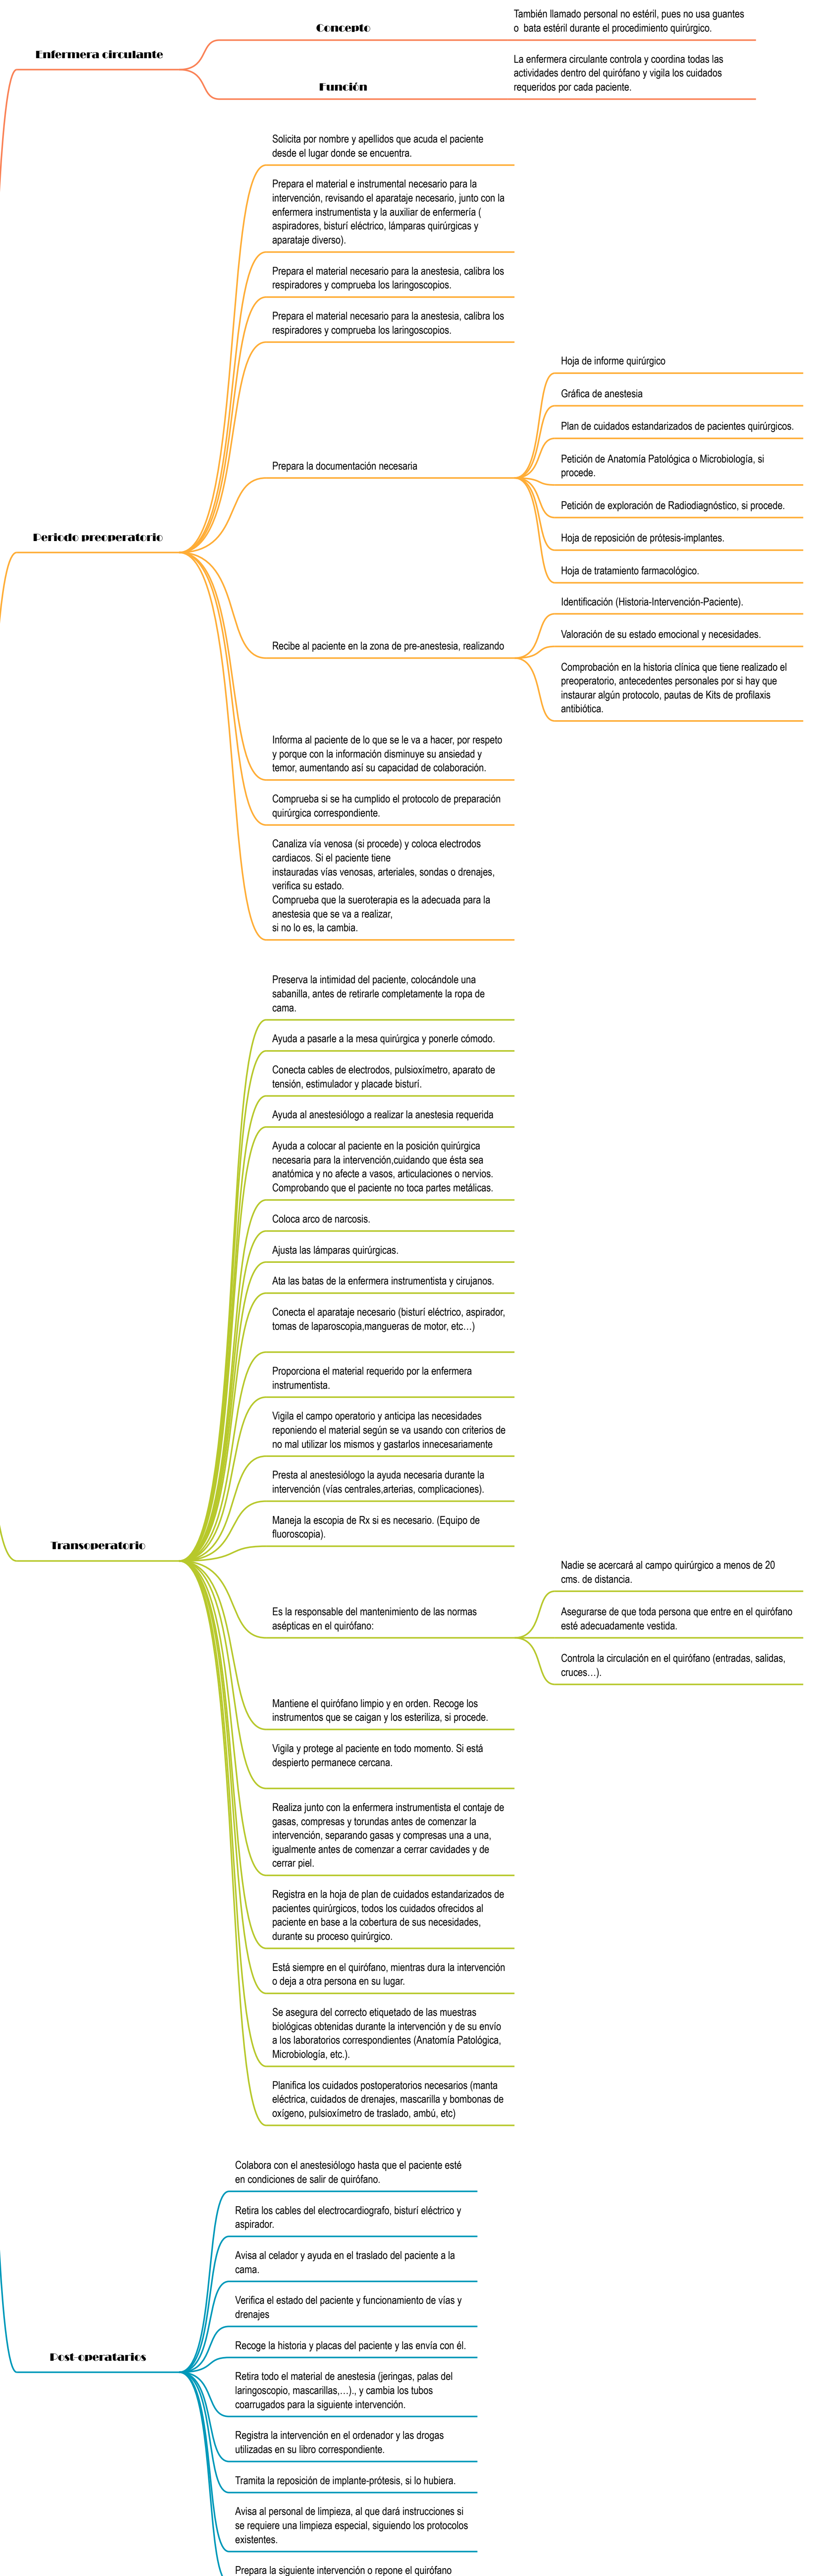 Enfermera circulante
Concepto
También llamado personal no estéril, pues no usa guantes
o bata estéril durante el procedimiento quirúrgico.
Función
La enfermera circulante controla y coordina todas las
actividades dentro del quirófano y vigila los cuidados
requeridos por cada paciente.
Periodo preoperatorio
Solicita por nombre y apellidos que acuda el paciente
desde el lugar donde se encuentra.
Prepara el material e instrumental necesario para la
intervención, revisando el aparataje necesario, junto con la
enfermera instrumentista y la auxiliar de enfermería (
aspiradores, bisturí eléctrico, lámparas quirúrgicas y
aparataje diverso).
Prepara el material necesario para la anestesia, calibra los
respiradores y comprueba los laringoscopios.
Prepara el material necesario para la anestesia, calibra los
respiradores y comprueba los laringoscopios.
Prepara la documentación necesaria
Hoja de informe quirúrgico
Gráfica de anestesia
Plan de cuidados estandarizados de pacientes quirúrgicos.
Petición de Anatomía Patológica o Microbiología, si
procede.
Petición de exploración de Radiodiagnóstico, si procede.
Hoja de reposición de prótesis-implantes.
Hoja de tratamiento farmacológico.
Recibe al paciente en la zona de pre-anestesia, realizando
Identificación (Historia-Intervención-Paciente).
Valoración de su estado emocional y necesidades.
Comprobación en la historia clínica que tiene realizado el
preoperatorio, antecedentes personales por si hay que
instaurar algún protocolo, pautas de Kits de profilaxis
antibiótica.
Informa al paciente de lo que se le va a hacer, por respeto
y porque con la información disminuye su ansiedad y
temor, aumentando así su capacidad de colaboración.
Comprueba si se ha cumplido el protocolo de preparación
quirúrgica correspondiente.
Canaliza vía venosa (si procede) y coloca electrodos
cardiacos. Si el paciente tiene
instauradas vías venosas, arteriales, sondas o drenajes,
verifica su estado.
Comprueba que la sueroterapia es la adecuada para la
anestesia que se va a realizar,
si no lo es, la cambia.
Transoperatorio
Preserva la intimidad del paciente, colocándole una
sabanilla, antes de retirarle completamente la ropa de
cama.
Ayuda a pasarle a la mesa quirúrgica y ponerle cómodo.
Conecta cables de electrodos, pulsioxímetro, aparato de
tensión, estimulador y placade bisturí.
Ayuda al anestesiólogo a realizar la anestesia requerida
Ayuda a colocar al paciente en la posición quirúrgica
necesaria para la intervención,cuidando que ésta sea
anatómica y no afecte a vasos, articulaciones o nervios.
Comprobando que el paciente no toca partes metálicas.
Coloca arco de narcosis.
Ajusta las lámparas quirúrgicas.
Ata las batas de la enfermera instrumentista y cirujanos.
Conecta el aparataje necesario (bisturí eléctrico, aspirador,
tomas de laparoscopia,mangueras de motor, etc…)
Proporciona el material requerido por la enfermera
instrumentista.
Vigila el campo operatorio y anticipa las necesidades
reponiendo el material según se va usando con criterios de
no mal utilizar los mismos y gastarlos innecesariamente
Presta al anestesiólogo la ayuda necesaria durante la
intervención (vías centrales,arterias, complicaciones).
Maneja la escopia de Rx si es necesario. (Equipo de
fluoroscopia).
Es la responsable del mantenimiento de las normas
asépticas en el quirófano:
Nadie se acercará al campo quirúrgico a menos de 20
cms. de distancia.
Asegurarse de que toda persona que entre en el quirófano
esté adecuadamente vestida.
Controla la circulación en el quirófano (entradas, salidas,
cruces…).
Mantiene el quirófano limpio y en orden. Recoge los
instrumentos que se caigan y los esteriliza, si procede.
Vigila y protege al paciente en todo momento. Si está
despierto permanece cercana.
Realiza junto con la enfermera instrumentista el contaje de
gasas, compresas y torundas antes de comenzar la
intervención, separando gasas y compresas una a una,
igualmente antes de comenzar a cerrar cavidades y de
cerrar piel.
Registra en la hoja de plan de cuidados estandarizados de
pacientes quirúrgicos, todos los cuidados ofrecidos al
paciente en base a la cobertura de sus necesidades,
durante su proceso quirúrgico.
Está siempre en el quirófano, mientras dura la intervención
o deja a otra persona en su lugar.
Se asegura del correcto etiquetado de las muestras
biológicas obtenidas durante la intervención y de su envío
a los laboratorios correspondientes (Anatomía Patológica,
Microbiología, etc.).
Planifica los cuidados postoperatorios necesarios (manta
eléctrica, cuidados de drenajes, mascarilla y bombonas de
oxígeno, pulsioxímetro de traslado, ambú, etc)
Post-operatarios
Colabora con el anestesiólogo hasta que el paciente esté
en condiciones de salir de quirófano.
Retira los cables del electrocardiografo, bisturí eléctrico y
aspirador.
Avisa al celador y ayuda en el traslado del paciente a la
cama.
Verifica el estado del paciente y funcionamiento de vías y
drenajes
Recoge la historia y placas del paciente y las envía con él.
Retira todo el material de anestesia (jeringas, palas del
laringoscopio, mascarillas,…)., y cambia los tubos
coarrugados para la siguiente intervención.
Registra la intervención en el ordenador y las drogas
utilizadas en su libro correspondiente.
Tramita la reposición de implante-prótesis, si lo hubiera.
Avisa al personal de limpieza, al que dará instrucciones si
se requiere una limpieza especial, siguiendo los protocolos
existentes.
Prepara la siguiente intervención o repone el quirófano